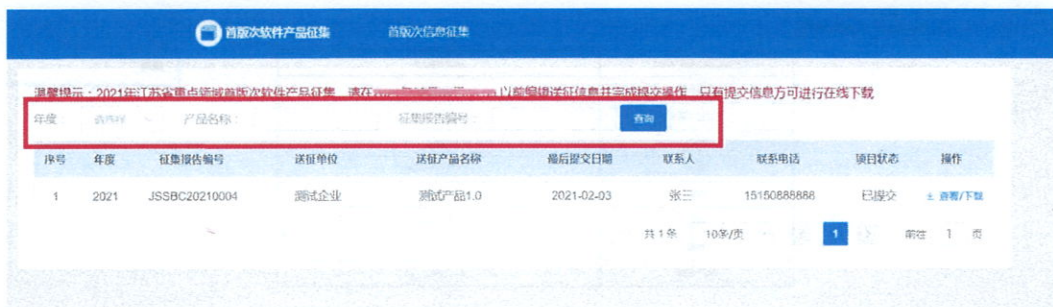 首版次软件产品征集 首版次信息征集
温馨提示：2021年江苏省重点领域首版次软件产品征集，请在 以前编辑送征信息并完成提交操作，只有提交信息方可进行在线下载
年度： 请选择 产品名称： 征集报告编号： 查询
序号 年度 征集报告编号 送征单位 送征产品名称 最后提交日期 联系人 联系电话 项目状态 操作
1 2021 JSSBC20210004 测试企业 测试产品1.0 2021-02-03 张三 15150888888 已提交 查看/下载
共 1 条 10条/页 < 1 > 前往 1 页